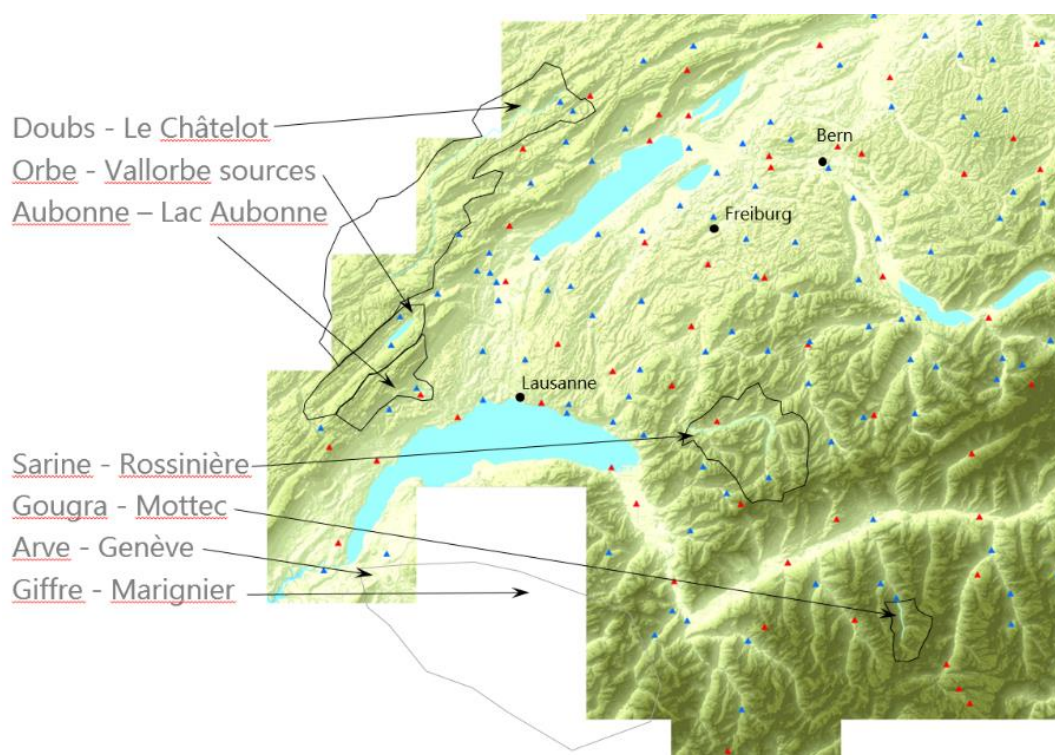 Doubs - Le Châtelot
Orbe - Vallorbe sources
Aubonne – Lac Aubonne
Sarine - Rossinière
Gougra - Mottec
Arve - Genève
Giffre - Marignier
Bern
Freiburg
Lausanne